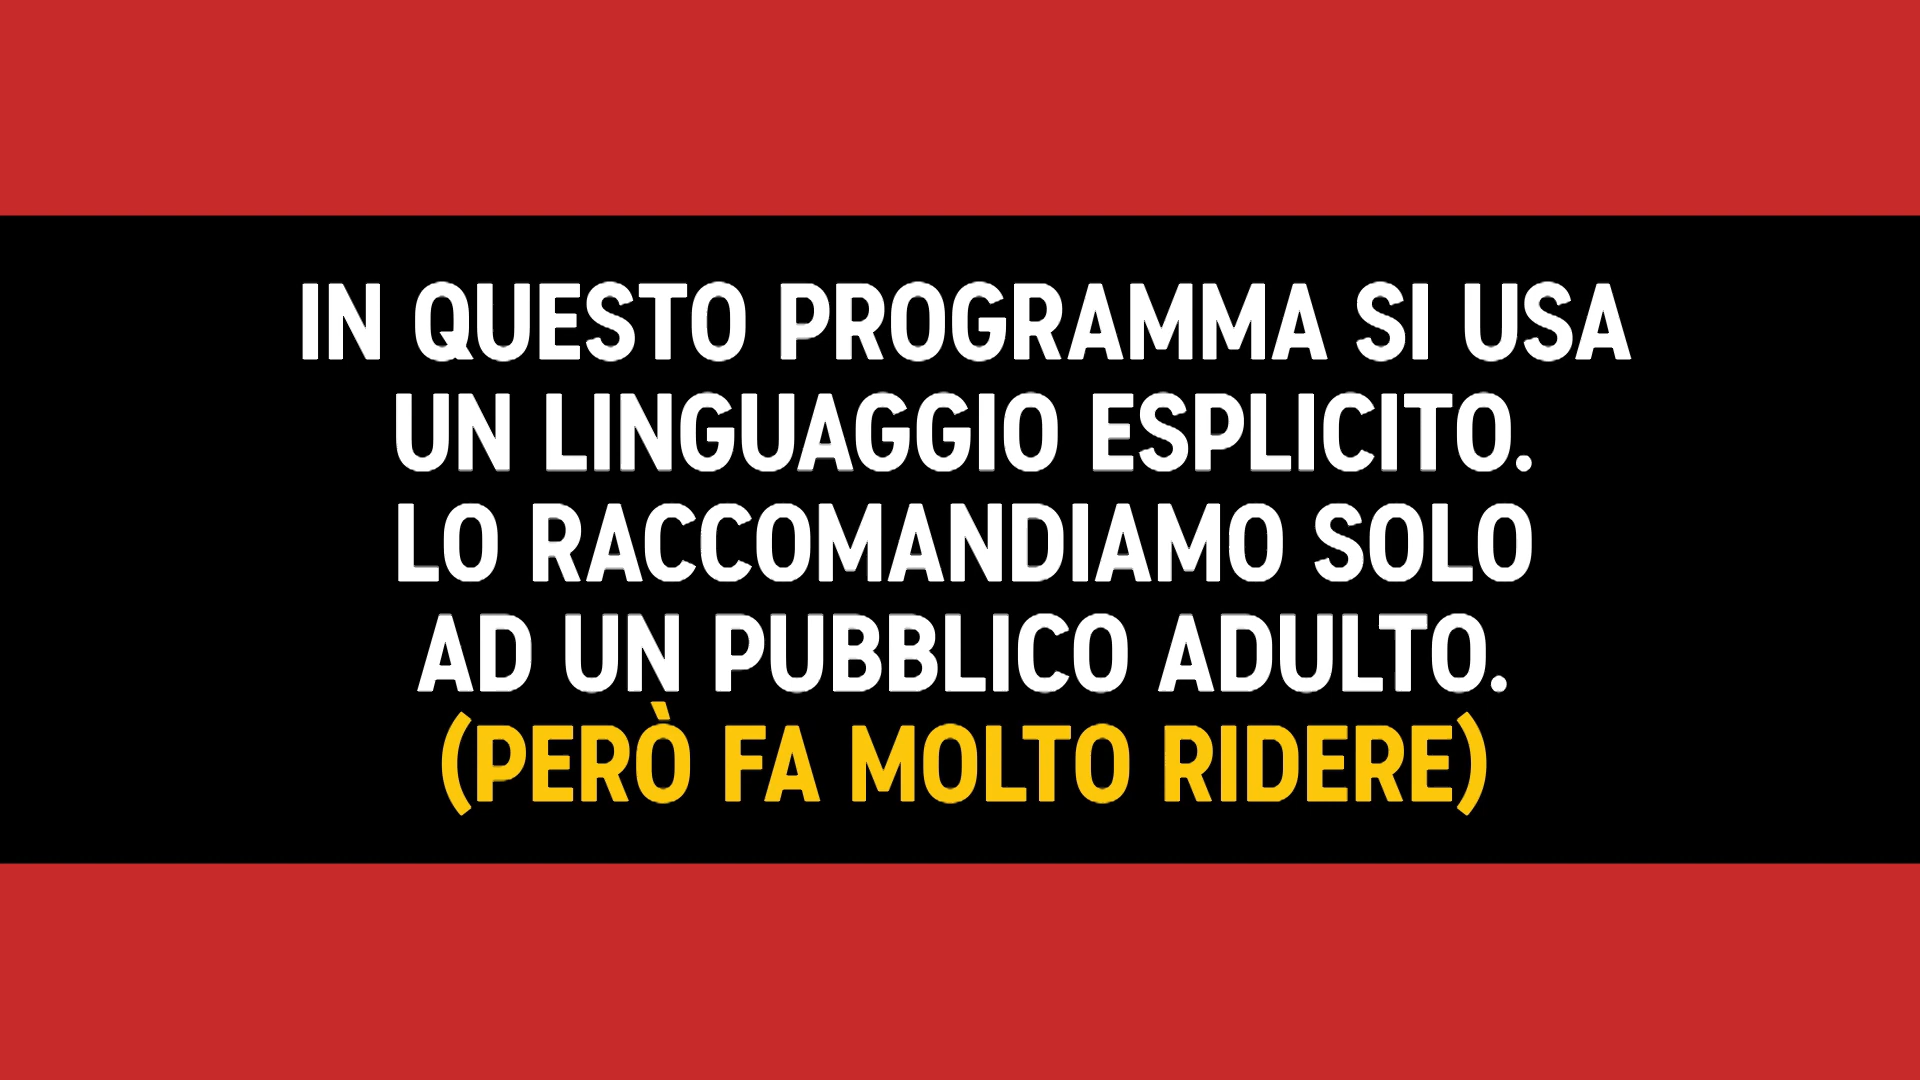 IN QUESTO PROGRAMMA SI USA
UN LINGUAGGIO ESPLICITO.
LO RACCOMANDIAMO SOLO
AD UN PUBBLICO ADULTO.
(PERÒ FA MOLTO RIDERE)